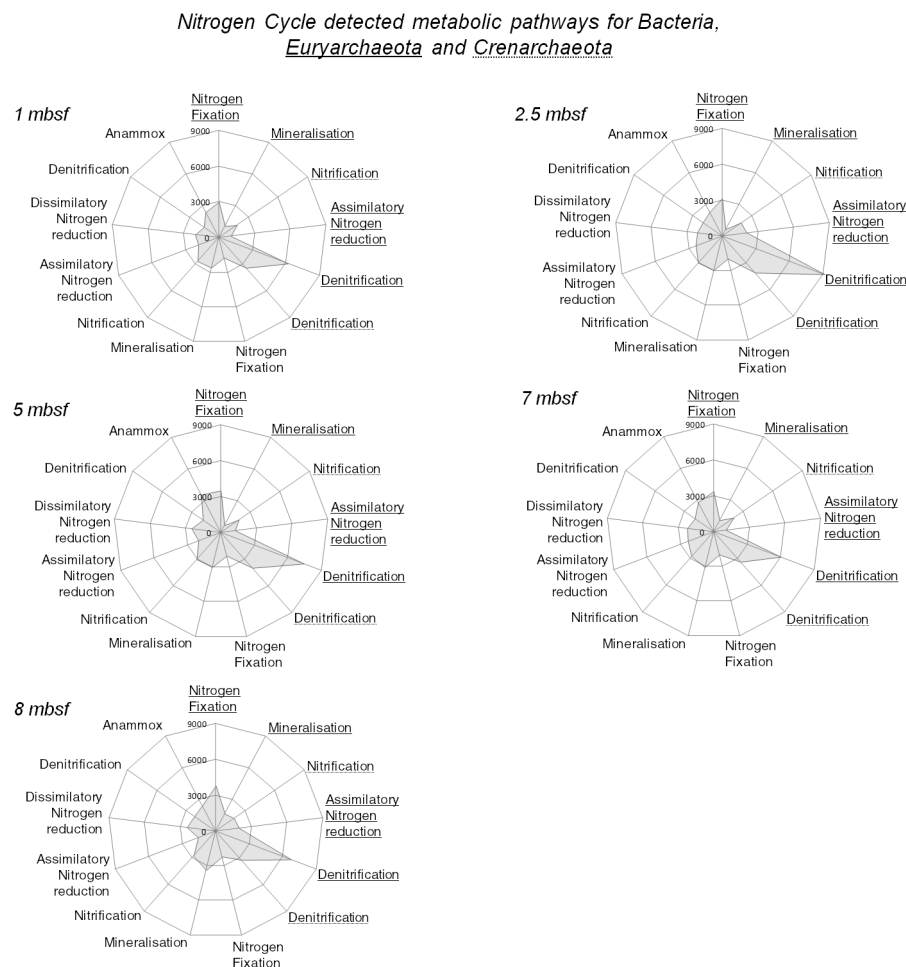 Nitrogen Cycle detected metabolic pathways for Bacteria,
Euryarchaeota and Crenarchaeota
1 mbsf
Nitrogen
Fixation
Mineralisation
Nitrification
Assimilatory
Nitrogen
reduction
Denitrification
Denitrification
Nitrogen
Fixation
Mineralisation
Nitrification
Assimilatory
Nitrogen
reduction
Dissimilatory
Nitrogen
reduction
Denitrification
Anammox
9000
6000
3000
0
2.5 mbsf
Nitrogen
Fixation
Mineralisation
Nitrification
Assimilatory
Nitrogen
reduction
Denitrification
Denitrification
Nitrogen
Fixation
Mineralisation
Nitrification
Assimilatory
Nitrogen
reduction
Dissimilatory
Nitrogen
reduction
Denitrification
Anammox
9000
6000
3000
0
5 mbsf
Nitrogen
Fixation
Mineralisation
Nitrification
Assimilatory
Nitrogen
reduction
Denitrification
Denitrification
Nitrogen
Fixation
Mineralisation
Nitrification
Assimilatory
Nitrogen
reduction
Dissimilatory
Nitrogen
reduction
Denitrification
Anammox
9000
6000
3000
0
7 mbsf
Nitrogen
Fixation
Mineralisation
Nitrification
Assimilatory
Nitrogen
reduction
Denitrification
Denitrification
Nitrogen
Fixation
Mineralisation
Nitrification
Assimilatory
Nitrogen
reduction
Dissimilatory
Nitrogen
reduction
Denitrification
Anammox
9000
6000
3000
0
8 mbsf
Nitrogen
Fixation
Mineralisation
Nitrification
Assimilatory
Nitrogen
reduction
Denitrification
Denitrification
Nitrogen
Fixation
Mineralisation
Nitrification
Assimilatory
Nitrogen
reduction
Dissimilatory
Nitrogen
reduction
Denitrification
Anammox
9000
6000
3000
0